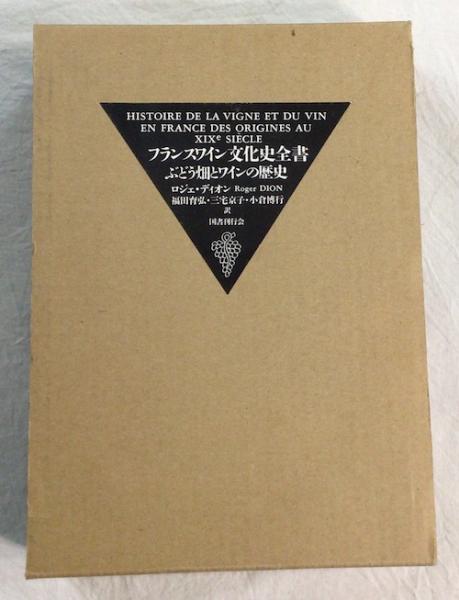 HISTOIRE DE LA VIGNE ET DU VIN
EN FRANCE DES ORIGINES AU
XIXe SIÈCLE
フランスワイン文化史全書
ぶどう畑とワインの歴史
ロジェ・ディオン Roger DION
福田育弘・三宅京子・小倉博行
訳
国書刊行会